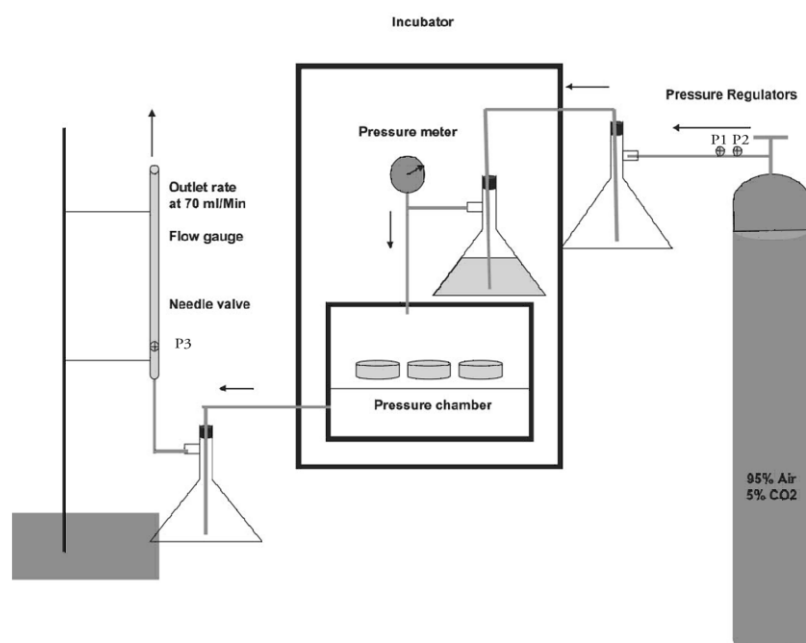 Incubator
Pressure Regulators
P1 P2
Pressure meter
Outlet rate
at 70 ml/Min
Flow gauge
Needle valve
P3
Pressure chamber
95% Air
5% CO2